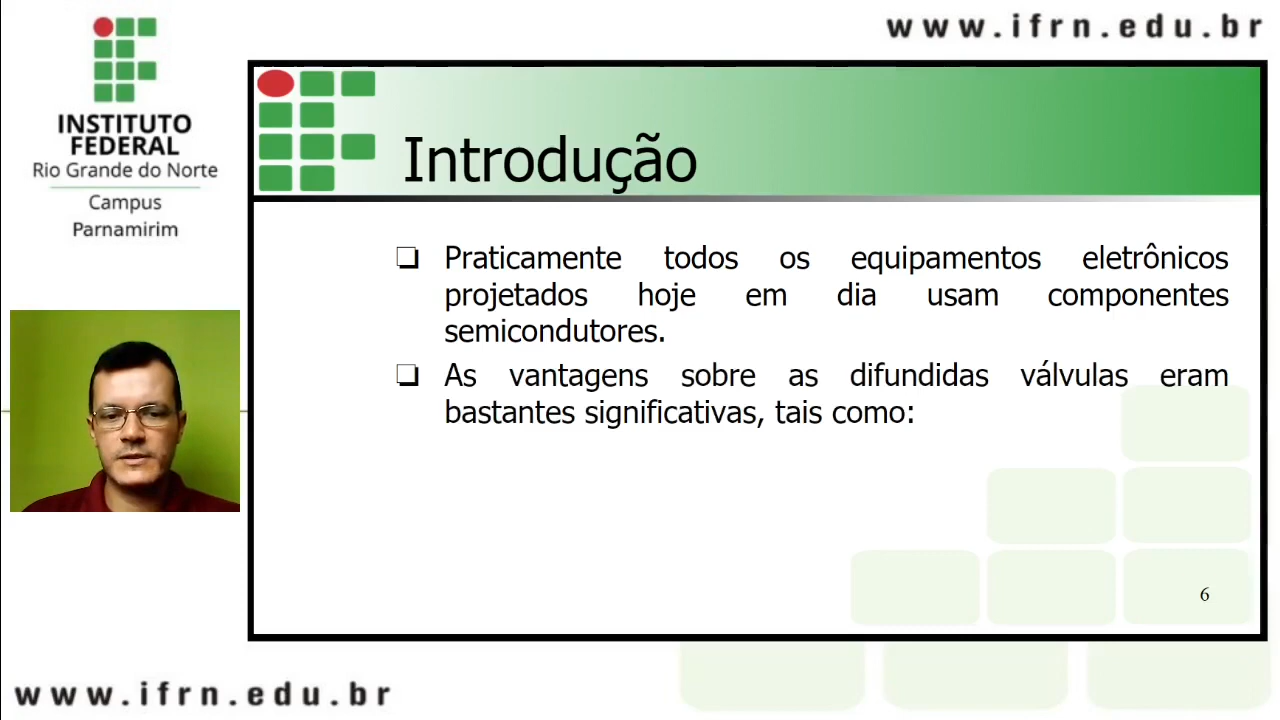 www.ifrn.edu.br
INSTITUTO
FEDERAL
Rio Grande do Norte
Campus
Parnamirim
Introdução
❑ Praticamente todos os equipamentos eletrônicos
projetados hoje em dia usam componentes
semicondutores.
❑ As vantagens sobre as difundidas válvulas eram
bastantes significativas, tais como:
6
www.ifrn.edu.br